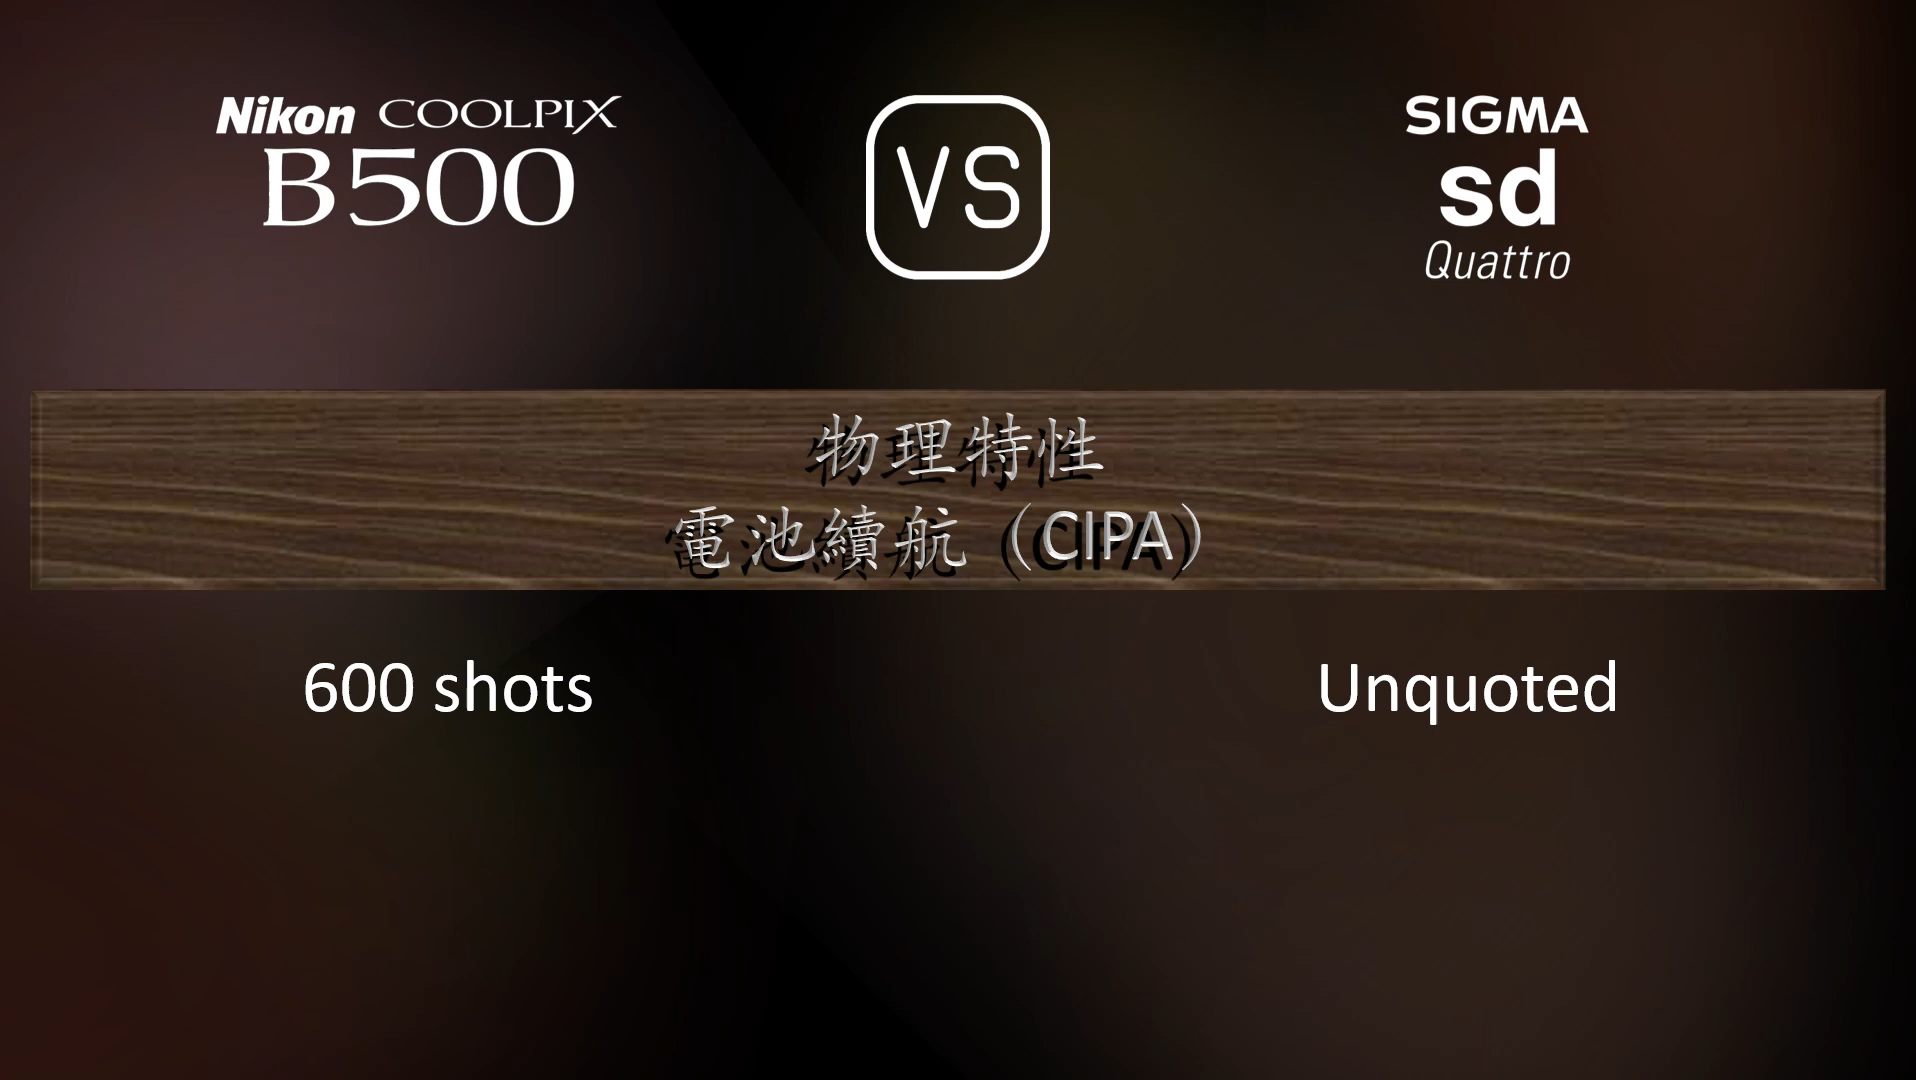 Nikon COOLPIX
B500
VS
SIGMA
sd
Quattro
物理特性
電池續航（CIPA）
600 shots
Unquoted